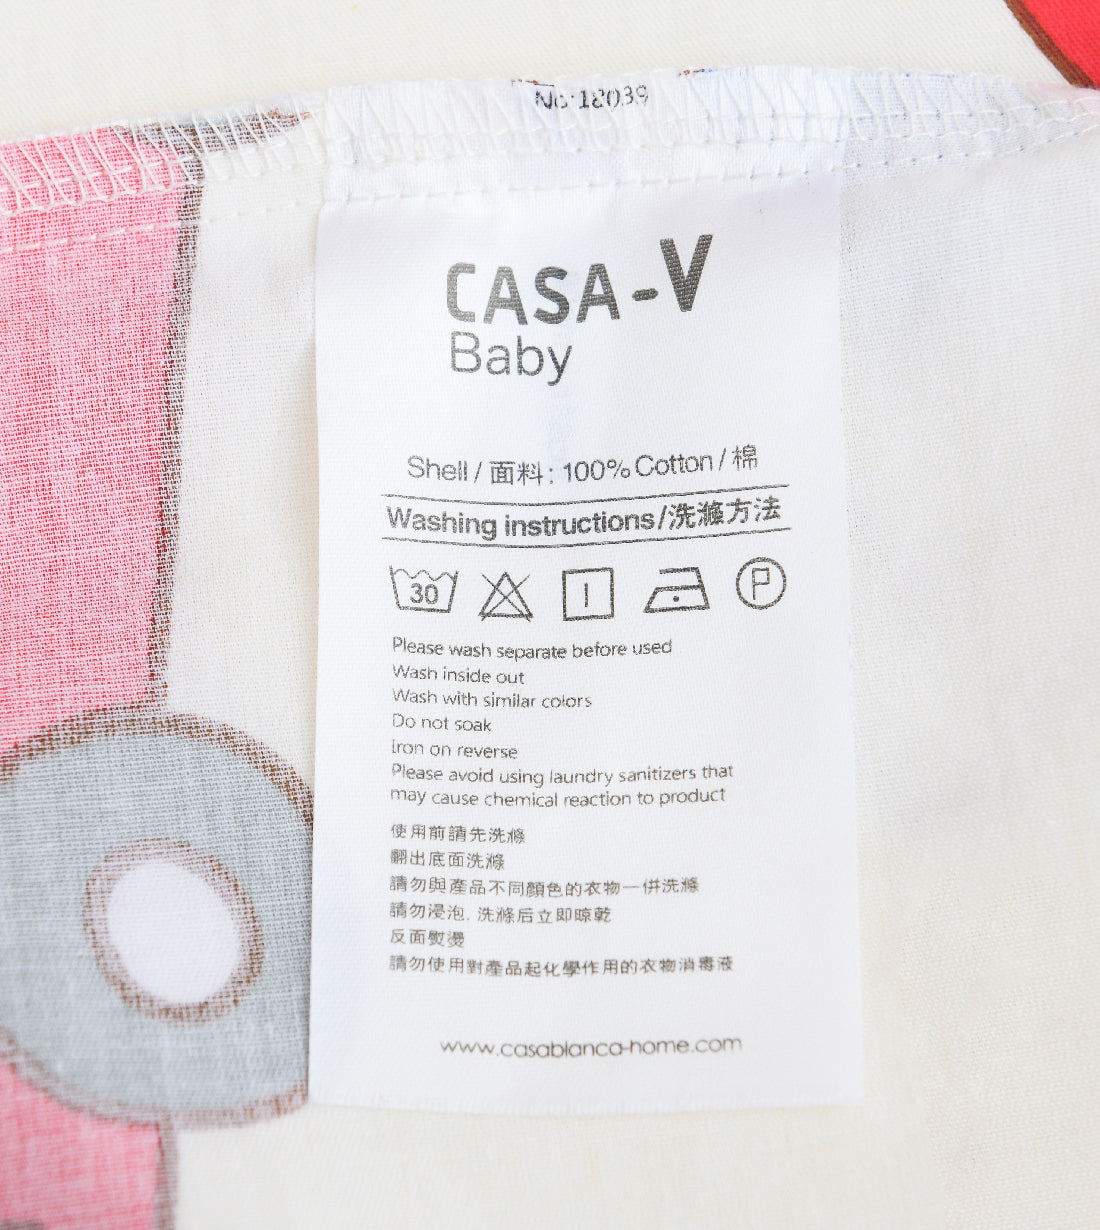 No:18039
CASA-V
Baby
Shell / 面料: 100% Cotton / 棉
Washing instructions/洗滌方法
30
P
Please wash separate before used
Wash inside out
Wash with similar colors
Do not soak
Iron on reverse
Please avoid using laundry sanitizers that
may cause chemical reaction to product
使用前請先洗滌
翻出底面洗滌
請勿與產品不同顏色的衣物一併洗滌
請勿浸泡. 洗滌后立即晾乾
反面熨燙
請勿使用對產品起化學作用的衣物消毒液
www.casablanca-home.com